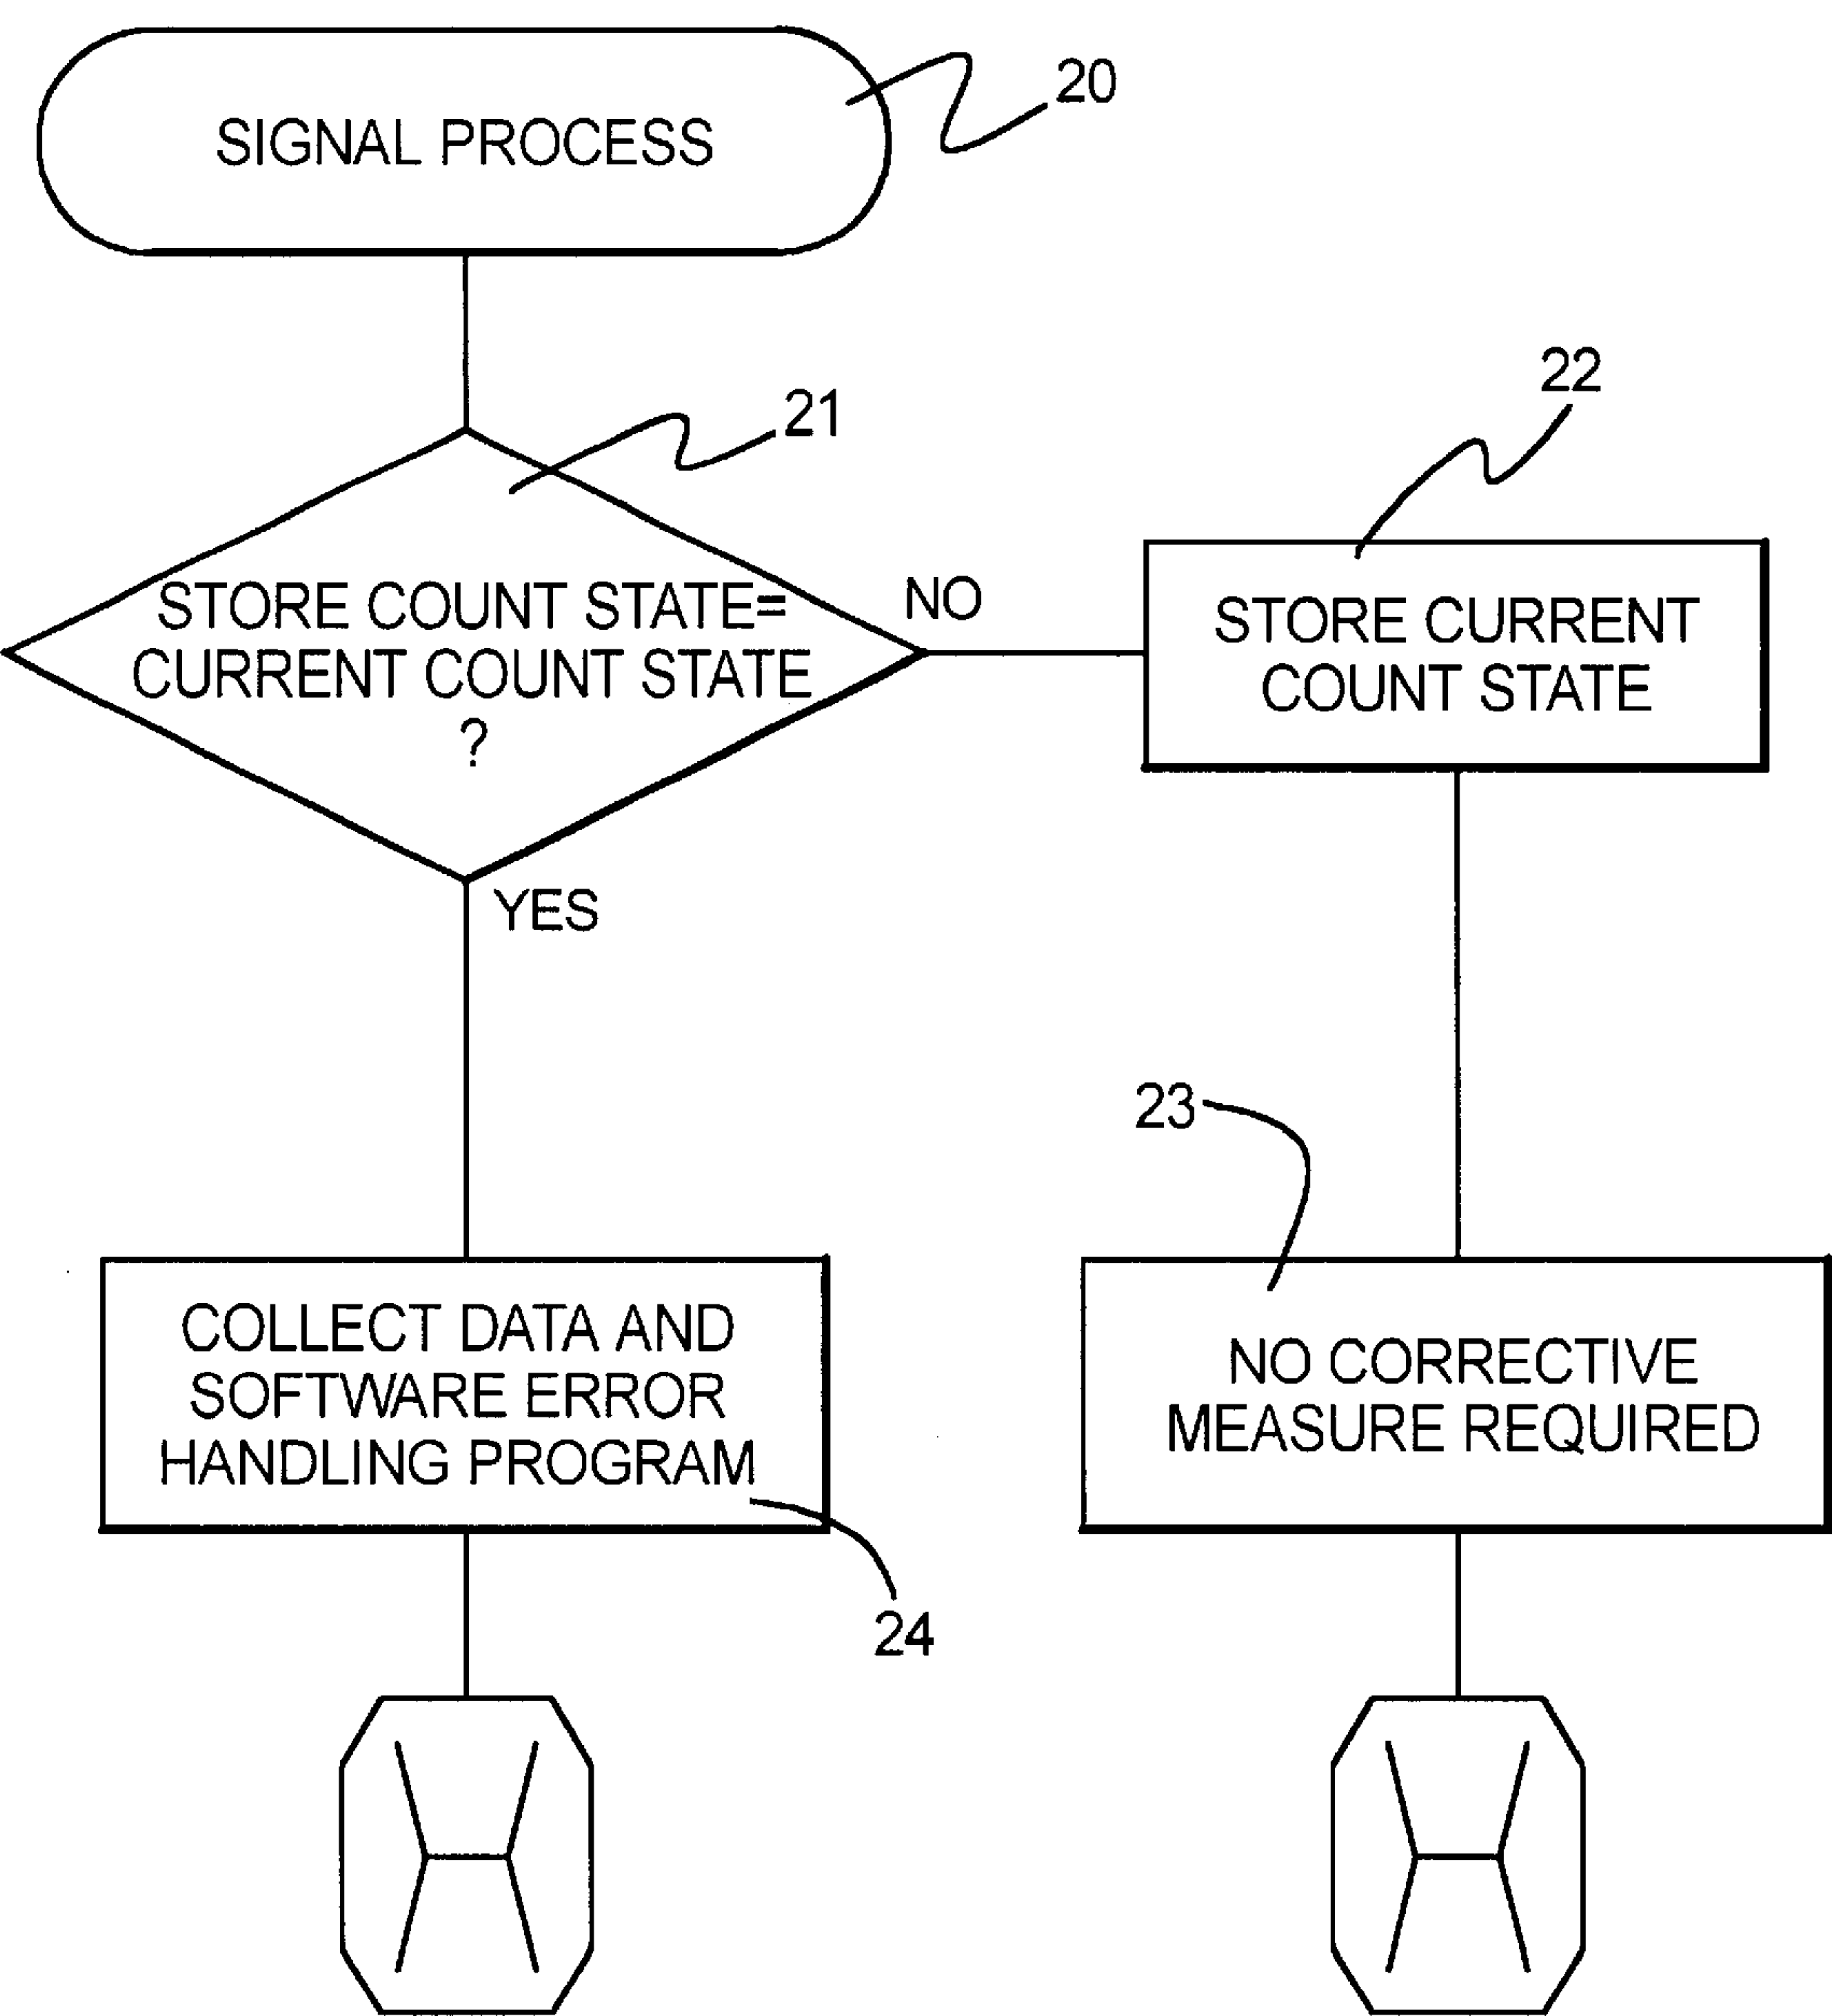 SIGNAL PROCESS
20
21
22
STORE COUNT STATE=
CURRENT COUNT STATE
?
NO
STORE CURRENT
COUNT STATE
YES
23
COLLECT DATA AND
SOFTWARE ERROR
HANDLING PROGRAM
NO CORRECTIVE
MEASURE REQUIRED
24